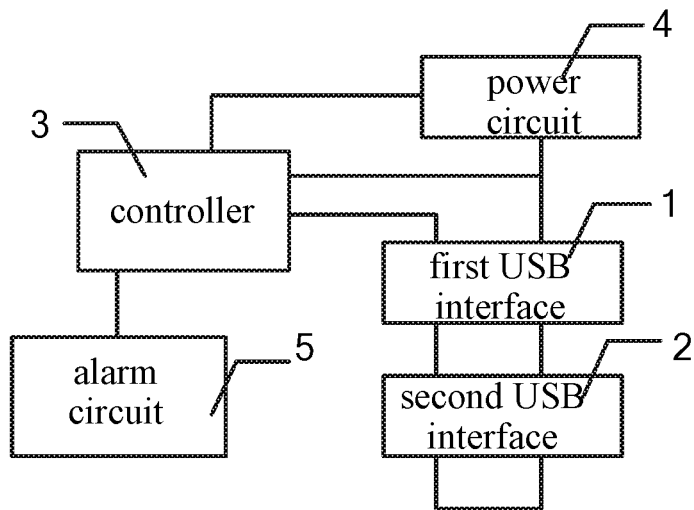 4
power
circuit
3
controller
1
first USB
interface
5
alarm
circuit
2
second USB
interface